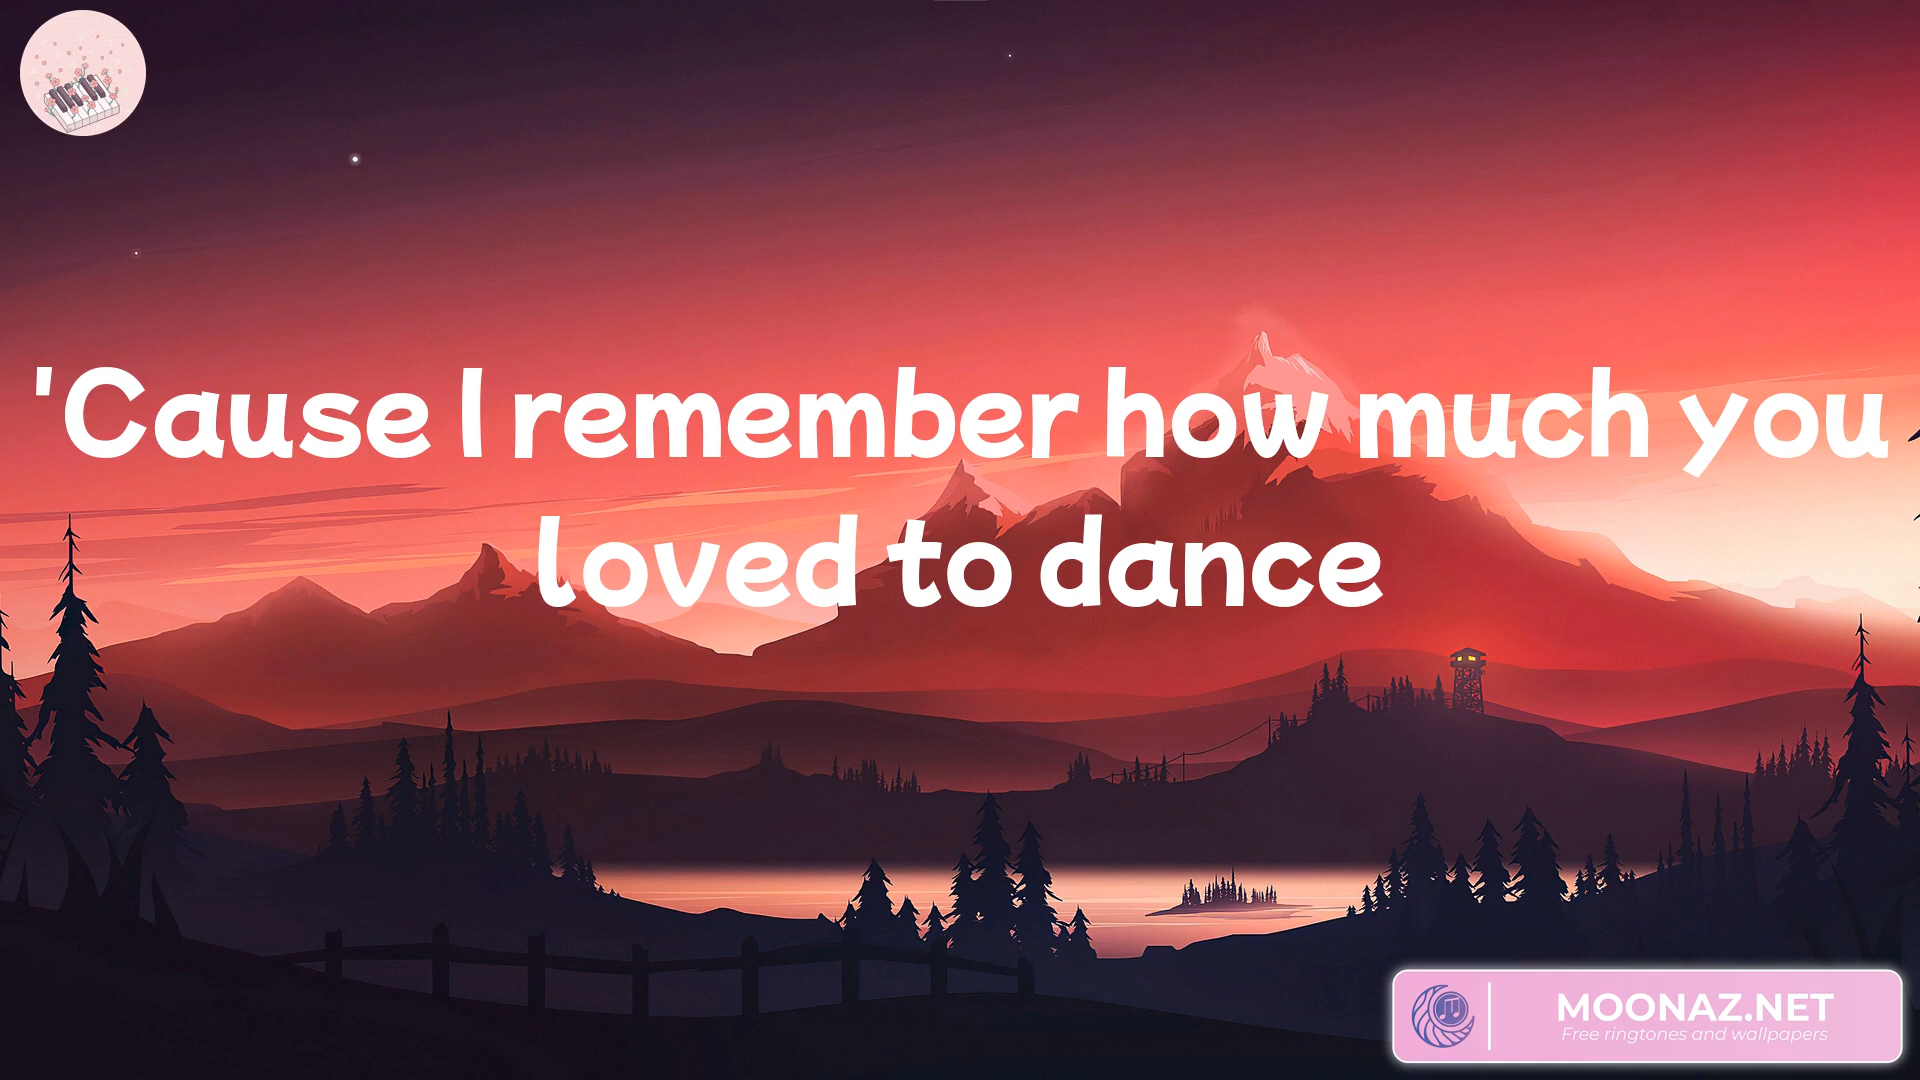 'Cause I remember how much you
loved to dance
MOONAZ.NET
Free ringtones and wallpapers